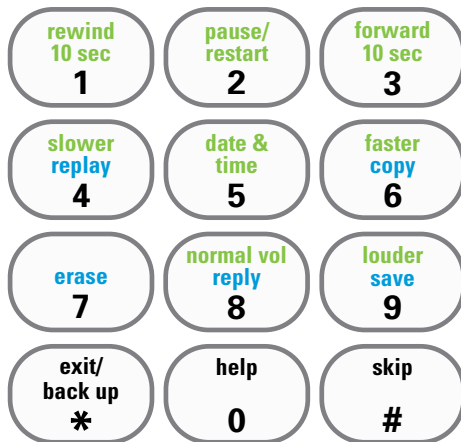 rewind
10 sec
1
pause/
restart
2
forward
10 sec
3
slower
replay
4
date &
time
5
faster
copy
6
erase
7
normal vol
reply
8
louder
save
9
exit/
back up
*
help
0
skip
#